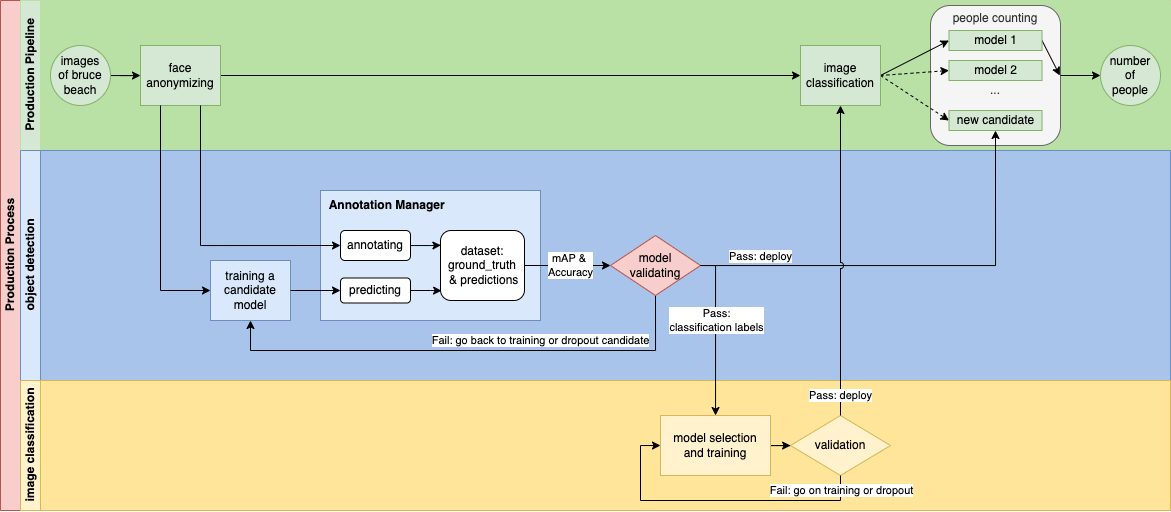 Production Process
Production Pipeline
images
of bruce
beach
face
anonymizing
image
classification
people counting
model 1
model 2
...
new candidate
number
of
people
object detection
Annotation Manager
annotating
predicting
dataset:
ground_truth
& predictions
training a
candidate
model
mAP &
Accuracy
model
validating
Pass: deploy
Pass:
classification labels
Fail: go back to training or dropout candidate
image classification
Pass: deploy
model selection
and training
validation
Fail: go on training or dropout